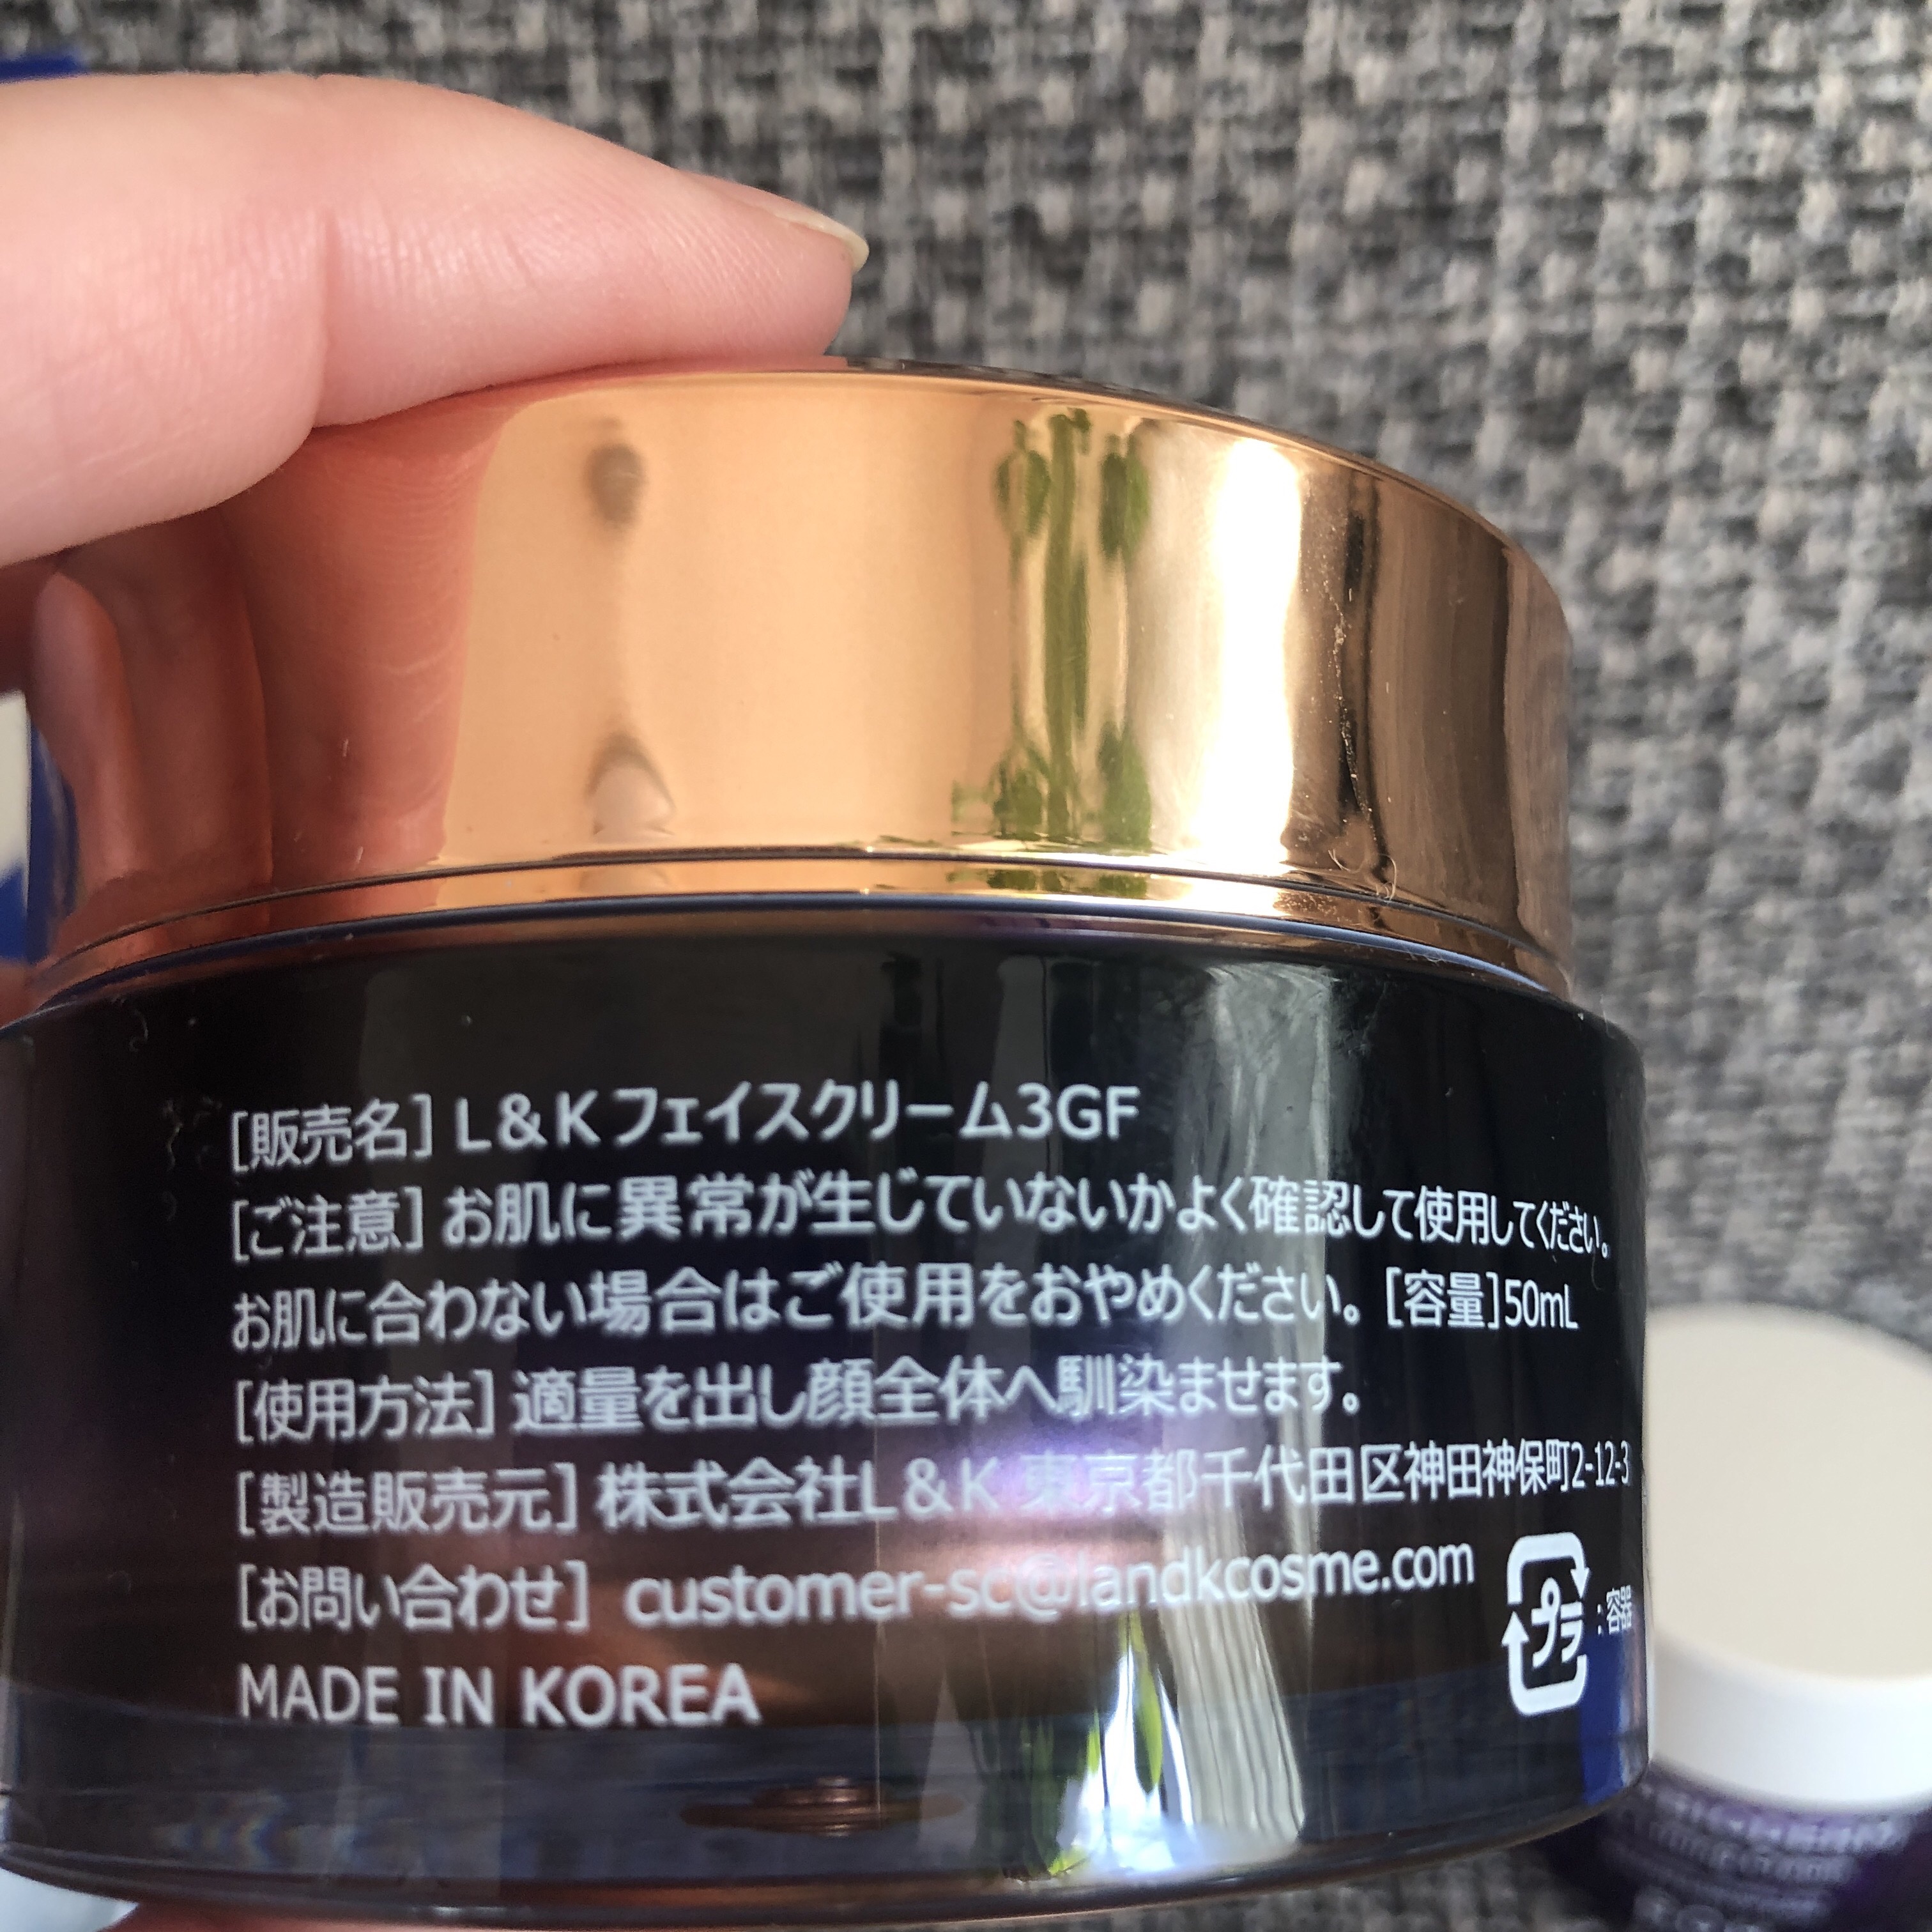 [販売名] L&Kフェイスクリーム3GF
[ご注意] お肌に異常が生じていないかよく確認して使用してください。
お肌に合わない場合はご使用をおやめください。[容量]50mL
[使用方法] 適量を出し顔全体へ馴染ませます。
[製造販売元] 株式会社L&K 東京都千代田区神田神保町2-12-3
[お問い合わせ] customer-sc@landkcosme.com
プラ :容器
MADE IN KOREA